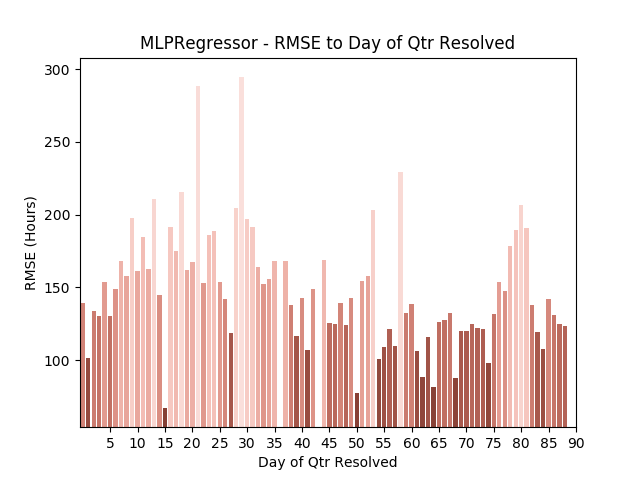 MLPRegressor - RMSE to Day of Qtr Resolved
300
250
200
150
100
RMSE (Hours)
5 10 15 20 25 30 35 40 45 50 55 60 65 70 75 80 85 90
Day of Qtr Resolved